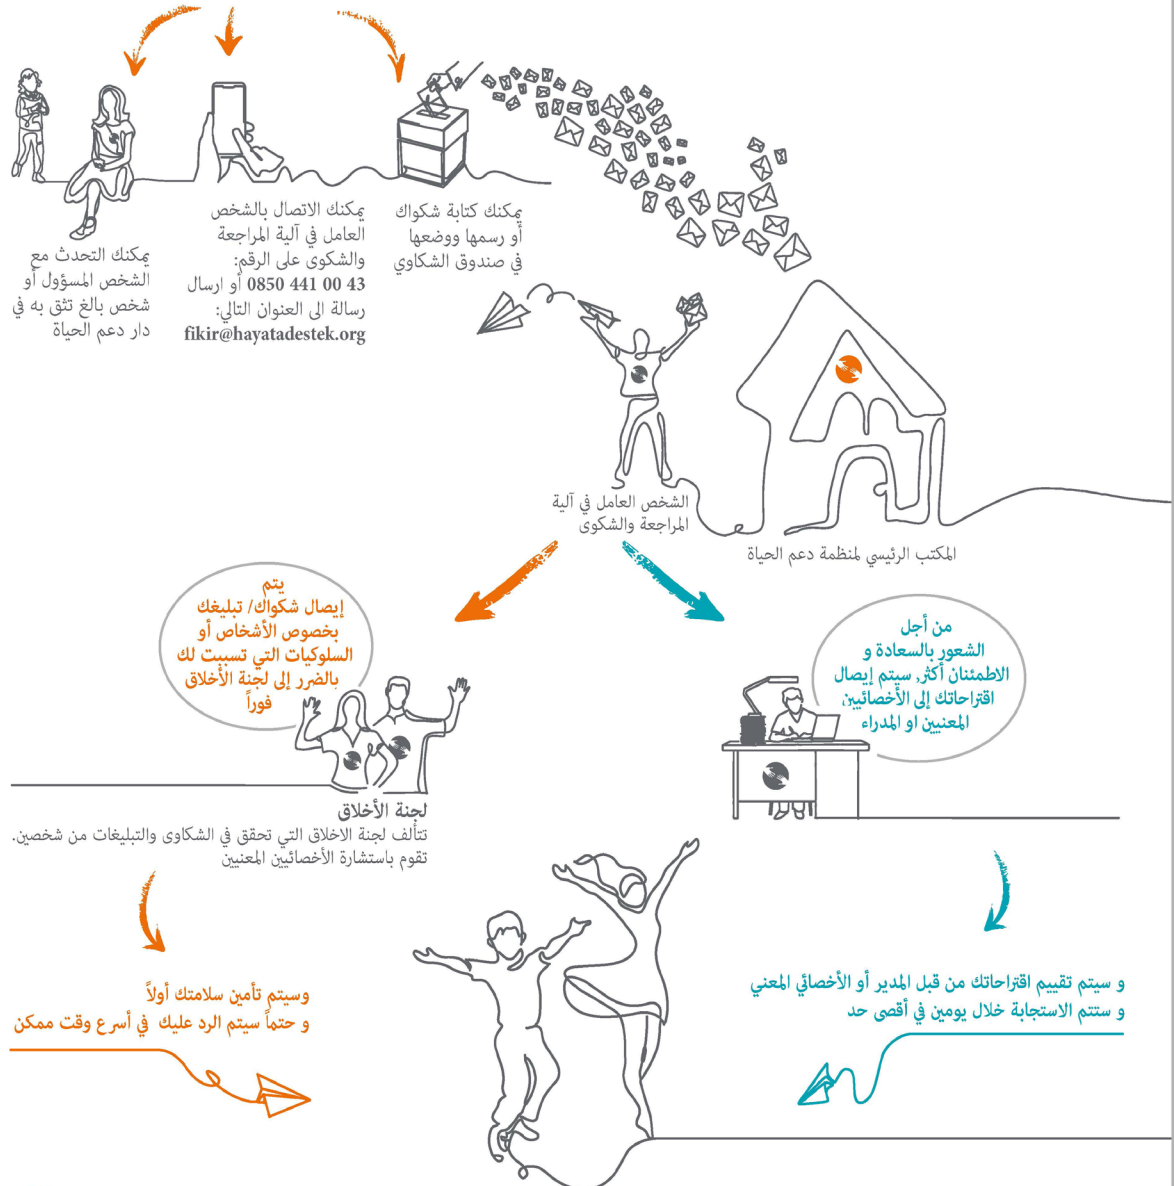 يمكنك كتابة شكواك
أو رسمها ووضعها
في صندوق الشكاوي
يمكنك الاتصال بالشخص
العامل في آلية المراجعة
والشكوى على الرقم:
0850 441 00 43 أو ارسال
رسالة الى العنوان التالي:
fikir@hayatadestek.org
يمكنك التحدث مع
الشخص المسؤول أو
شخص بالغ تثق به في
دار دعم الحياة
الشخص العامل في آلية
المراجعة والشكوى
المكتب الرئيسي لمنظمة دعم الحياة
من أجل
الشعور بالسعادة و
الاطمئنان أكثر, سيتم إيصال
اقتراحاتك إلى الأخصائيين
المعنيين او المدراء
يتم
إيصال شكواك/ تبليغك
بخصوص الأشخاص أو
السلوكيات التي تسببت لك
بالضرر إلى لجنة الأخلاق
فوراً
لجنة الأخلاق
تتألف لجنة الاخلاق التي تحقق في الشكاوى والتبليغات من شخصين.
تقوم باستشارة الأخصائيين المعنيين
و سيتم تقييم اقتراحاتك من قبل المدير أو الأخصائي المعني
و ستتم الاستجابة خلال يومين في أقصى حد
وسيتم تأمين سلامتك أولاً
و حتماً سيتم الرد عليك في أسرع وقت ممكن